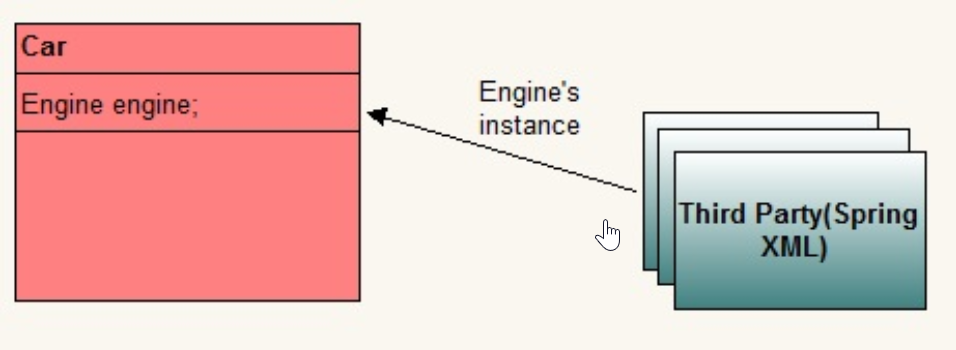 Car
Engine engine;
Engine's
instance
Third Party(Spring
XML)